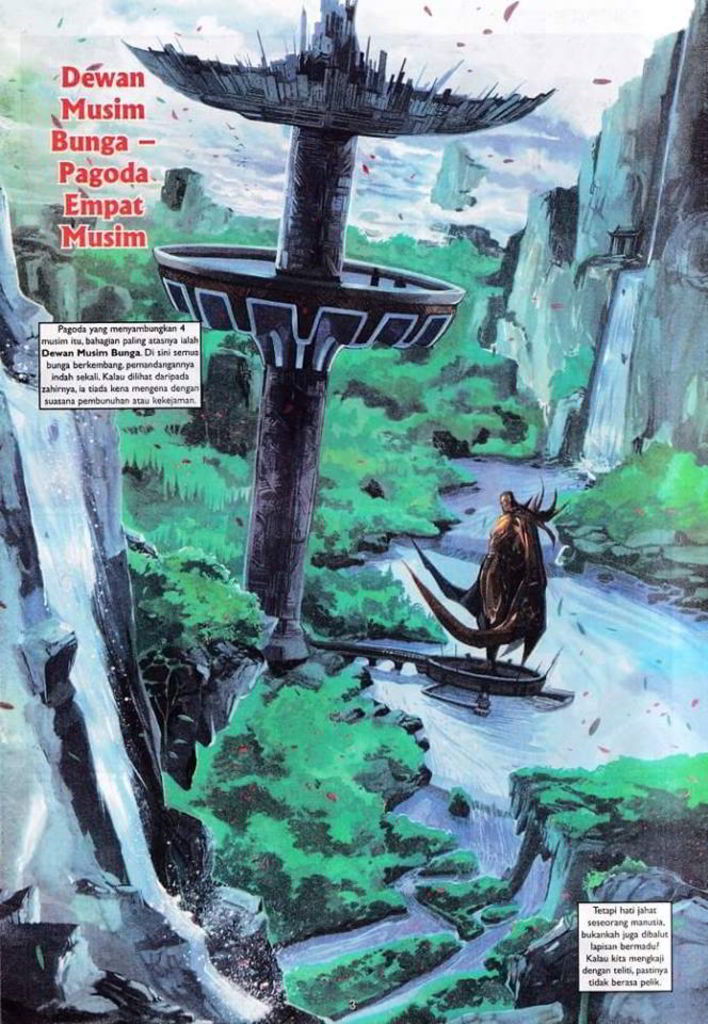 Dewan
Musim
Bunga –
Pagoda
Empat
Musim
Pagoda yang menyambungkan 4
musim itu, bahagian paling atasnya ialah
Dewan Musim Bunga. Di sini semua
bunga berkembang, pemandangannya
indah sekali. Kalau dilihat daripada
zahirnya, ia tiada kena mengena dengan
suasana pembunuhan atau kekejaman.
Tetapi hati jahat
seseorang manusia,
bukankah juga dibalut
lapisan bermadu?
Kalau kita mengkaji
dengan teliti, pastinya
tidak berasa pelik.
3